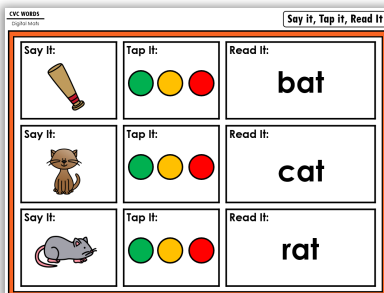 CVC WORDS
Digital Math
Say it, Tap it, Read It
Say It:
Tap It:
Read It:
bat
Say It:
Tap It:
Read It:
cat
Say It:
Tap It:
Read It:
rat